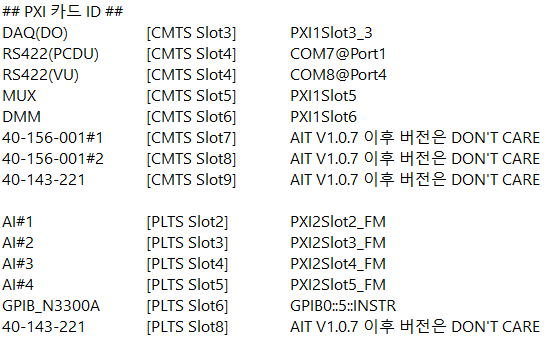 ## PXI 카드 ID ##
DAQ(DO) [CMTS Slot3] PXI1Slot3_3
RS422(PCDU) [CMTS Slot4] COM7@Port1
RS422(VU) [CMTS Slot4] COM8@Port4
MUX [CMTS Slot5] PXI1Slot5
DMM [CMTS Slot6] PXI1Slot6
40-156-001#1 [CMTS Slot7] AIT V1.0.7 이후 버전은 DON'T CARE
40-156-001#2 [CMTS Slot8] AIT V1.0.7 이후 버전은 DON'T CARE
40-143-221 [CMTS Slot9] AIT V1.0.7 이후 버전은 DON'T CARE
AI#1 [PLTS Slot2] PXI2Slot2_FM
AI#2 [PLTS Slot3] PXI2Slot3_FM
AI#3 [PLTS Slot4] PXI2Slot4_FM
AI#4 [PLTS Slot5] PXI2Slot5_FM
GPIB_N3300A [PLTS Slot6] GPIB0::5::INSTR
40-143-221 [PLTS Slot8] AIT V1.0.7 이후 버전은 DON'T CARE